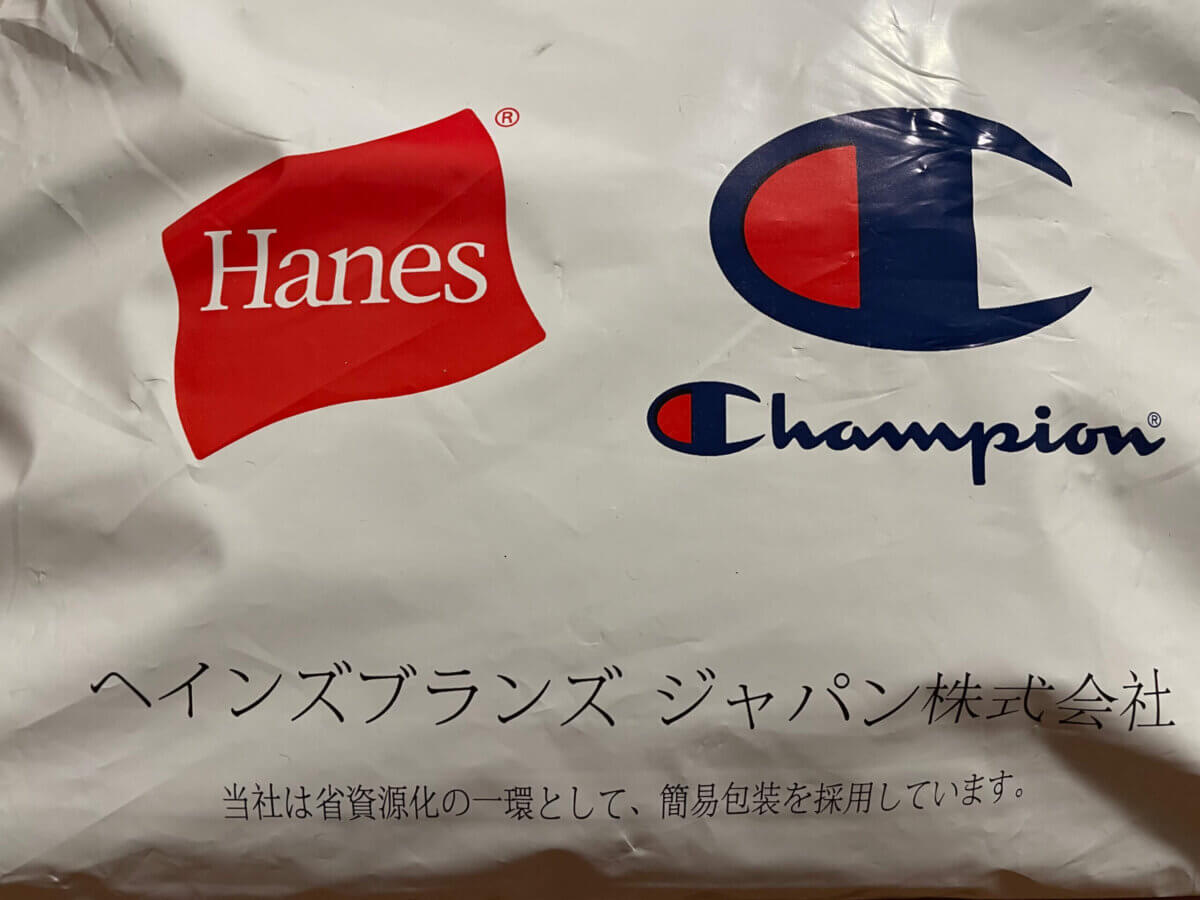 Hanes®
Champion®
ヘインズブランズ ジャパン株式会社
当社は省資源化の一環として、簡易包装を採用しています。